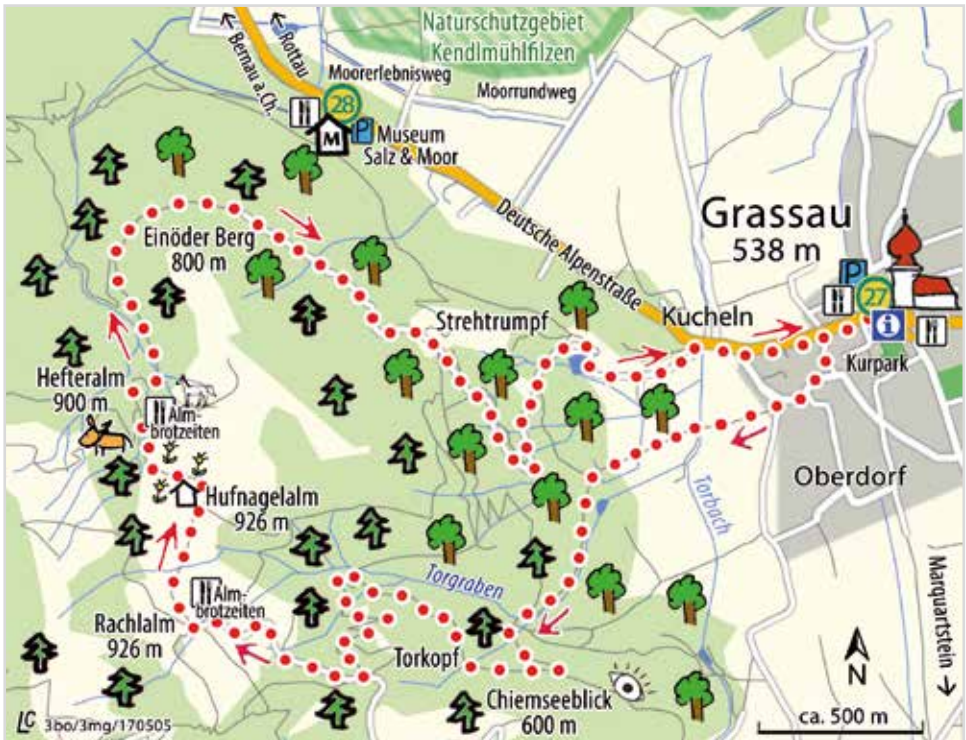 Naturschutzgebiet
Kendlmühlfilzen
Rottau
Bernau a.Ch.
Moorerlebnisweg
Moorrundweg
28
M
P
Museum
Salz & Moor
Deutsche Alpenstraße
Grassau
538 m
P
27
i
Kucheln
Kurpark
Einöder Berg
800 m
Strehtrumpf
Hefteralm
900 m
Alm-
brotzeiten
Oberdorf
Hufnagelalm
926 m
Torbach
Torgraben
Alm-
brotzeiten
Rachlalm
926 m
Torkopf
Chiemseeblick
600 m
Marquartstein
N
ca. 500 m
LC 3bo/3mg/170505